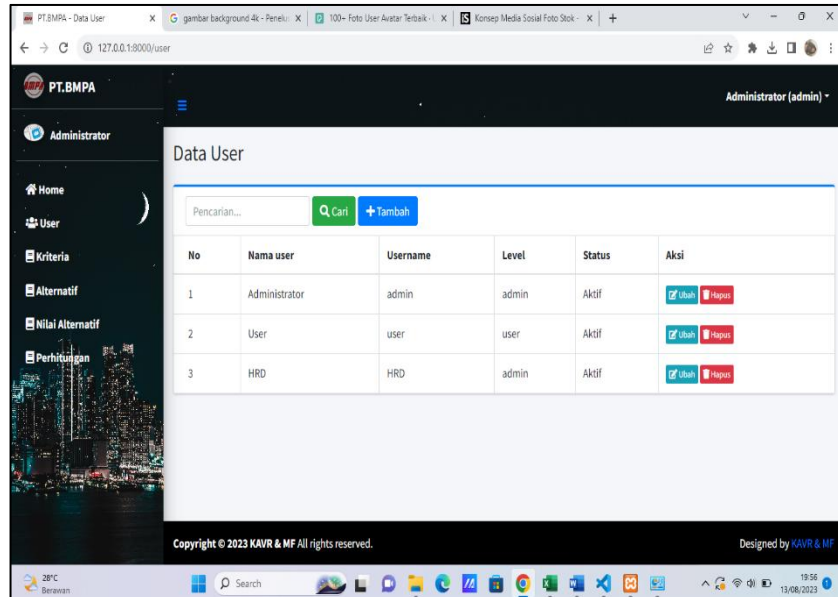 PT.BMPA - Data User
gambar background 4k - Penelu
100+ Foto User Avatar Terbaik -
Konsep Media Sosial Foto Stok -
127.0.0.1:8000/user
PT.BMPA
Administrator (admin)
Administrator
Data User
Home
User
Kriteria
Alternatif
Nilai Alternatif
Perhitungan
Pencarian... Cari Tambah
No Nama user Username Level Status Aksi
1 Administrator admin admin Aktif Ubah Hapus
2 User user user Aktif Ubah Hapus
3 HRD HRD admin Aktif Ubah Hapus
Copyright © 2023 KAVR & MF All rights reserved. Designed by KAVR & MF
28°C
Berawan
Search
19:56
13/08/2023